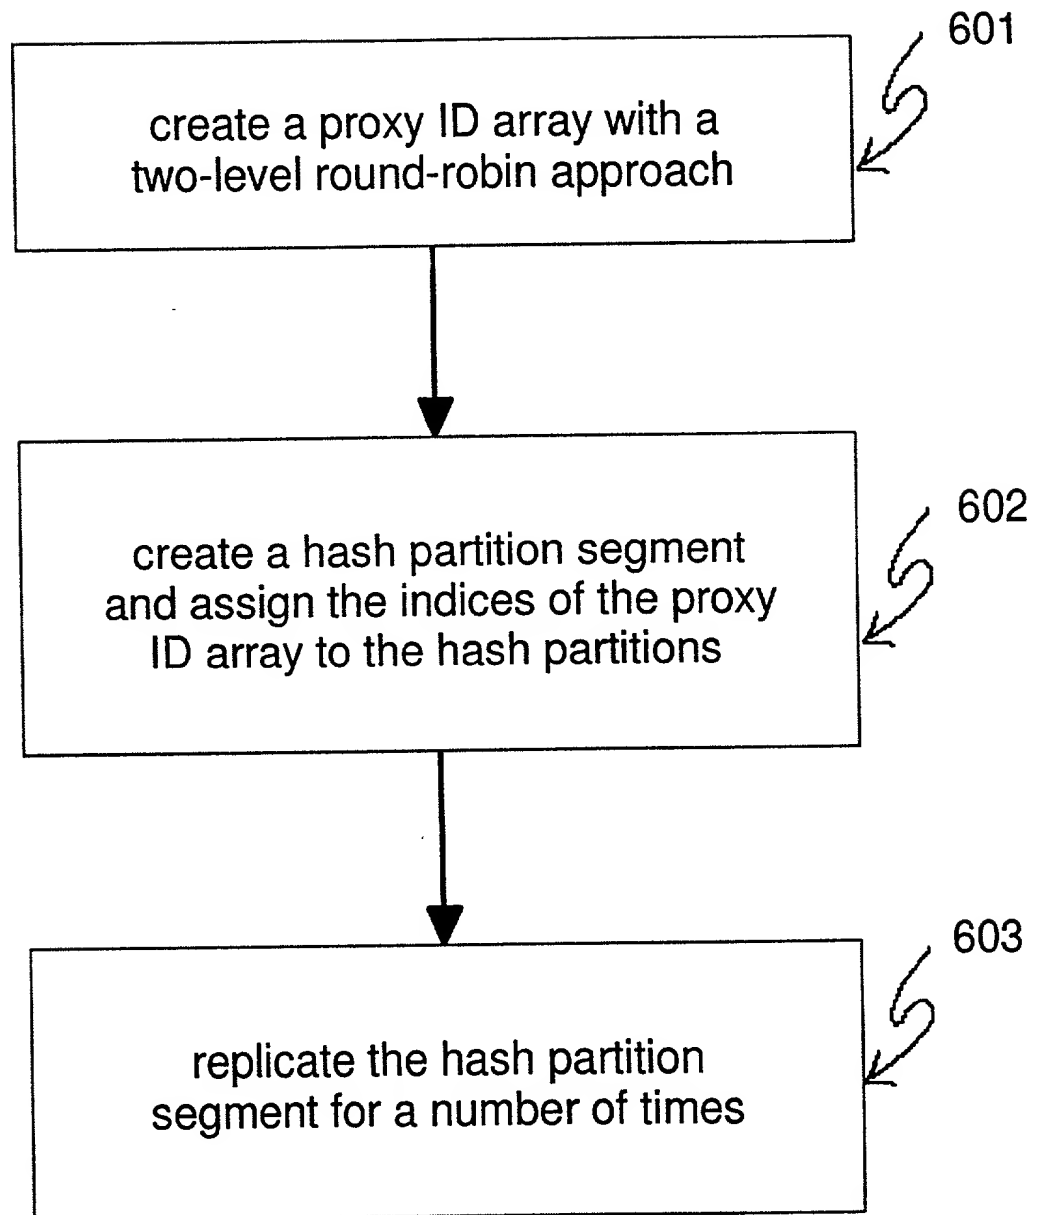 601
create a proxy ID array with a
two-level round-robin approach
602
create a hash partition segment
and assign the indices of the proxy
ID array to the hash partitions
603
replicate the hash partition
segment for a number of times